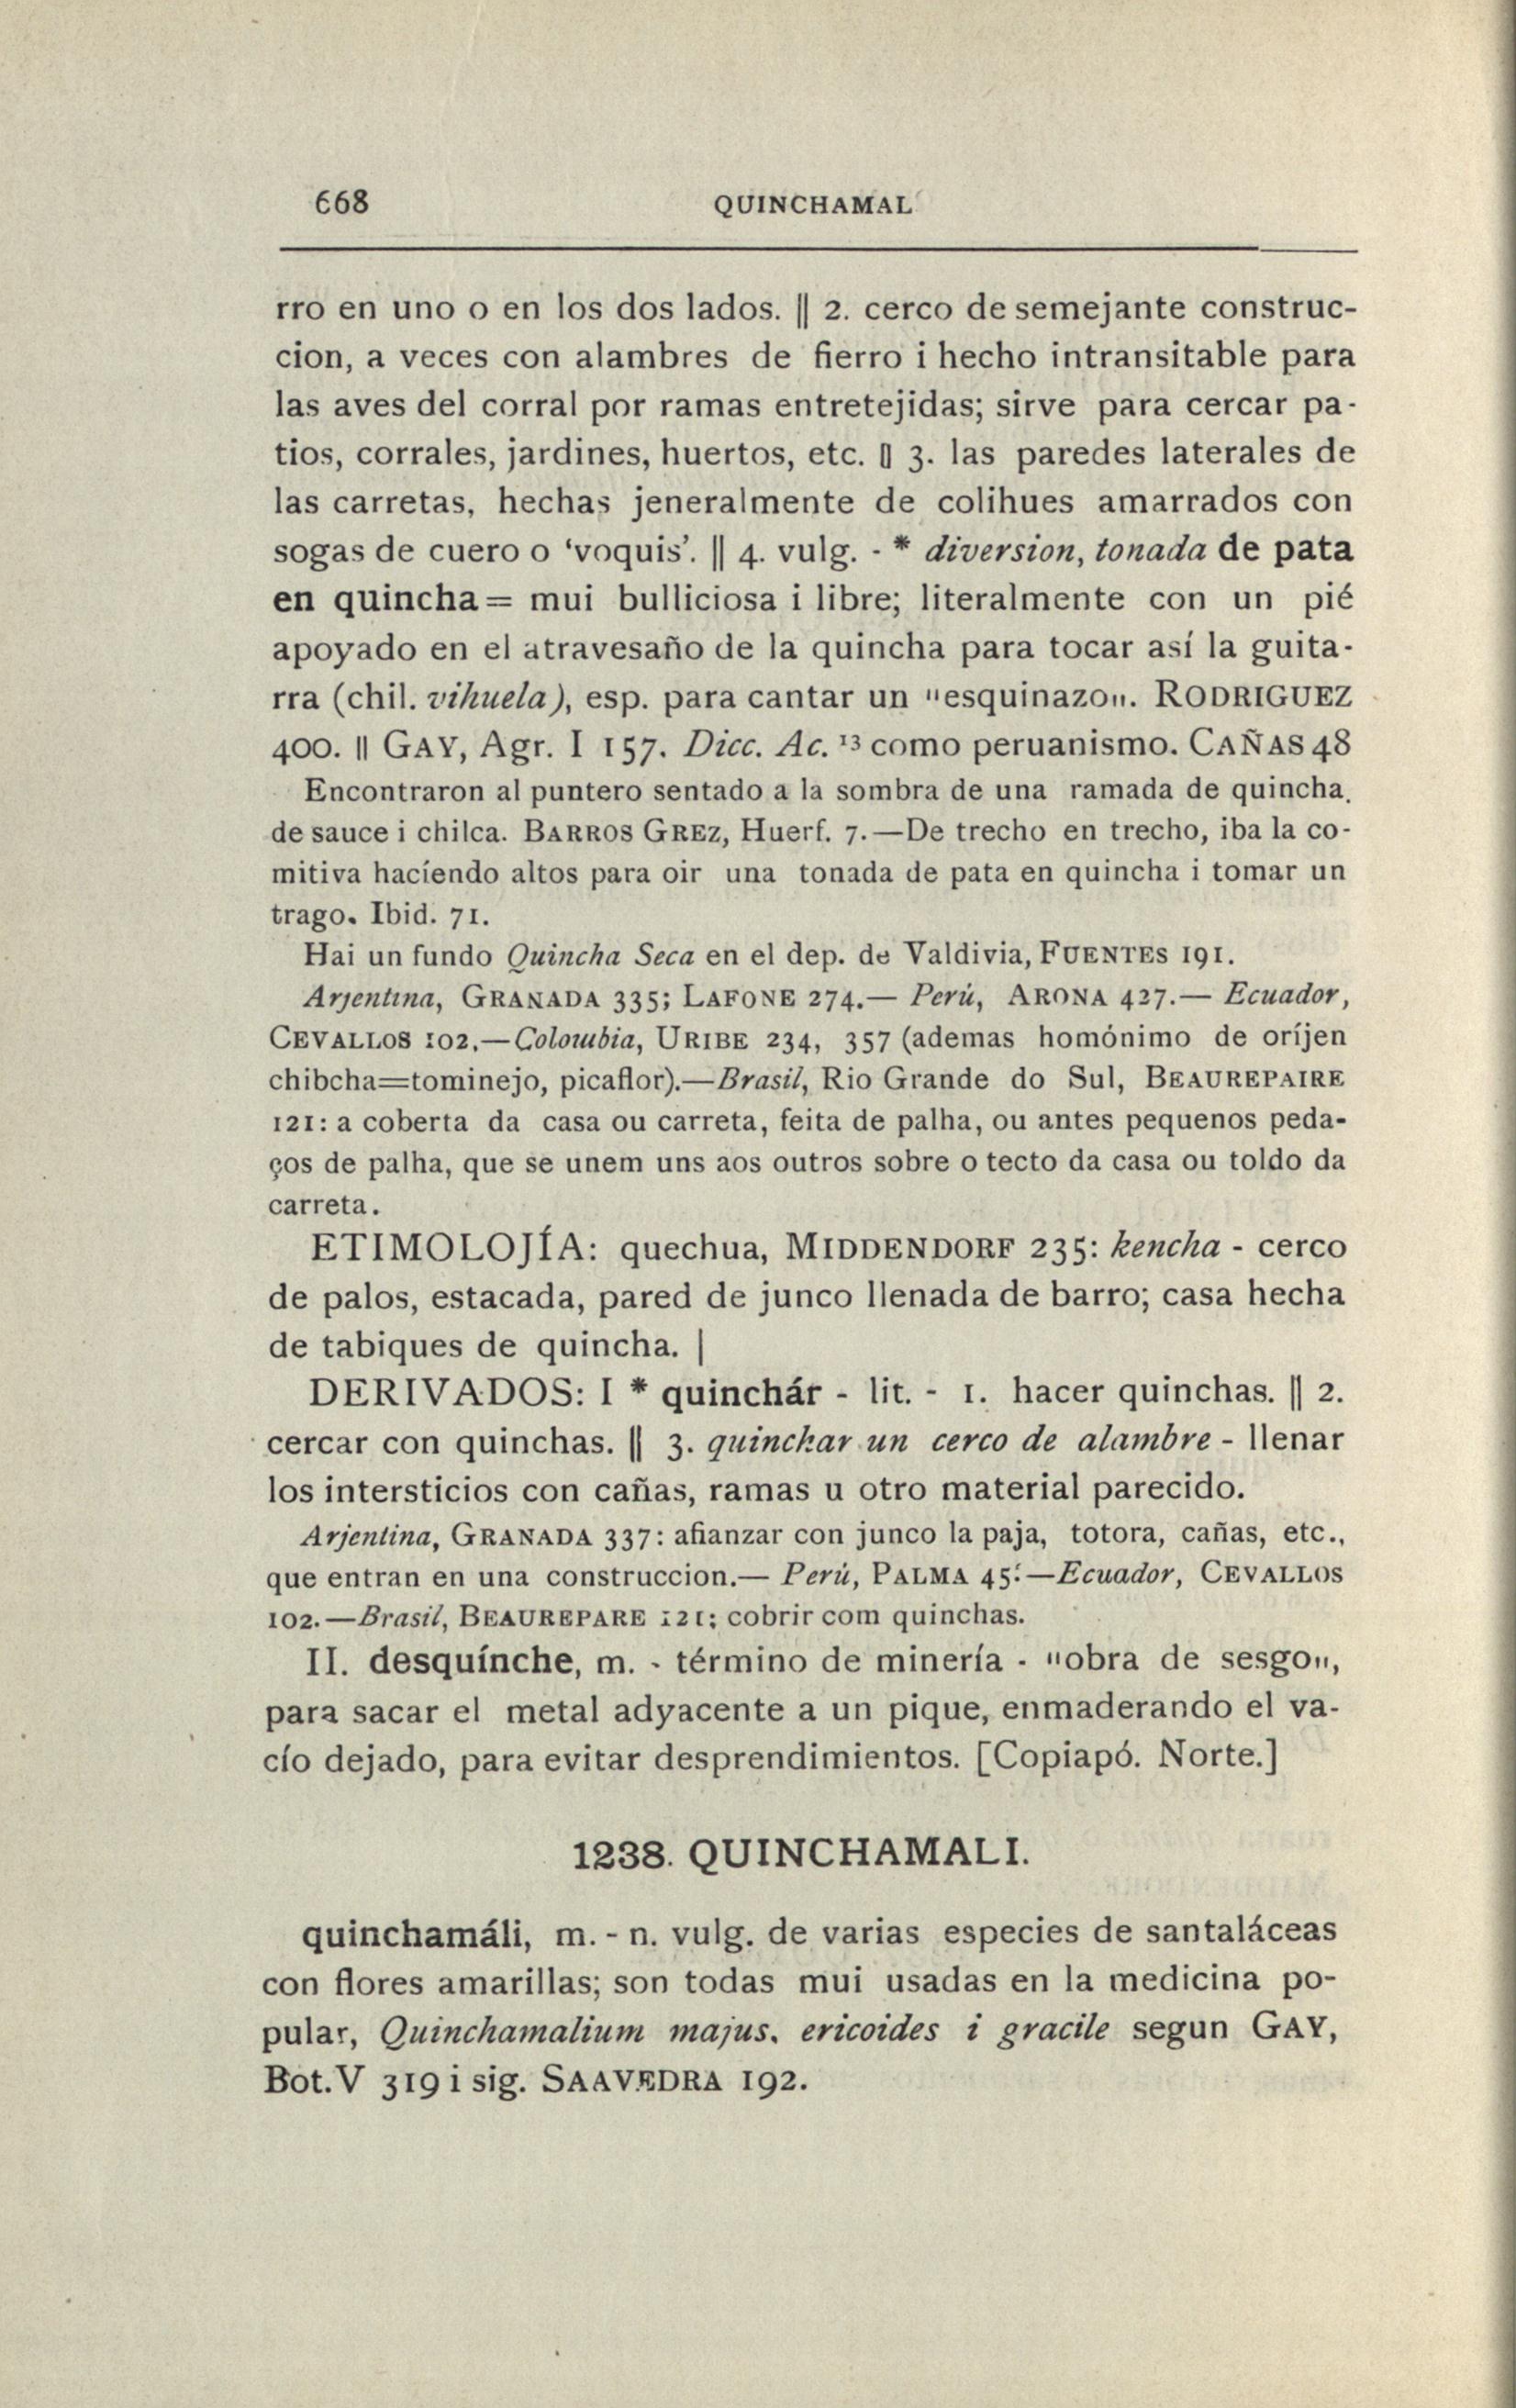 668 QUINCHAMAL
rro en uno o en los dos lados. || 2. cerco de semejante construc-
cion, a veces con alambres de fierro i hecho intransitable para
las aves del corral por ramas entretejidas; sirve para cercar pa-
tios, corrales, jardines, huertos, etc. || 3. las paredes laterales de
las carretas, hechas jeneralmente de colihues amarrados con
sogas de cuero o ‘voquis’. || 4. vulg. - * diversion, tonada de pata
en quincha = mui bulliciosa i libre; literalmente con un pié
apoyado en el atravesaño de la quincha para tocar así la guita-
rra (chil. vihuela), esp. para cantar un "esquinazo". RODRIGUEZ
400. || GAY, Agr. I 157. Dicc. Ac. ¹³ como peruanismo. CAÑAS 48
Encontraron al puntero sentado a la sombra de una ramada de quincha.
de sauce i chilca. BARROS GREZ, Huerf. 7.—De trecho en trecho, iba la co-
mitiva hacíendo altos para oir una tonada de pata en quincha i tomar un
trago. Ibid. 71.
Hai un fundo Quincha Seca en el dep. de Valdivia, FUENTES 191.
Arjentina, GRANADA 335; LAFONE 274.— Perú, ARONA 427.— Ecuador,
CEVALLOS 102.—Colombia, URIBE 234, 357 (ademas homónimo de oríjen
chibcha=tominejo, picaflor).—Brasil, Rio Grande do Sul, BEAUREPAIRE
121: a coberta da casa ou carreta, feita de palha, ou antes pequenos peda-
ços de palha, que se unem uns aos outros sobre o tecto da casa ou toldo da
carreta.
ETIMOLOJÍA: quechua, MIDDENDORF 235: kencha - cerco
de palos, estacada, pared de junco llenada de barro; casa hecha
de tabiques de quincha. |
DERIVADOS: I * quinchár - lit. - 1. hacer quinchas. || 2.
cercar con quinchas. || 3. quinchar un cerco de alambre - llenar
los intersticios con cañas, ramas u otro material parecido.
Arjentina, GRANADA 337: afianzar con junco la paja, totora, cañas, etc.,
que entran en una construccion.— Perú, PALMA 45.—Ecuador, CEVALLOS
102.—Brasil, BEAUREPARE 121; cobrir com quinchas.
II. desquínche, m. - término de minería - "obra de sesgo",
para sacar el metal adyacente a un pique, enmaderando el va-
cío dejado, para evitar desprendimientos. [Copiapó. Norte.]
1238. QUINCHAMALI.
quinchamáli, m. - n. vulg. de varias especies de santaláceas
con flores amarillas; son todas mui usadas en la medicina po-
pular, Quinchamalium majus, ericoides i gracile segun GAY,
Bot. V 319 i sig. SAAVEDRA 192.